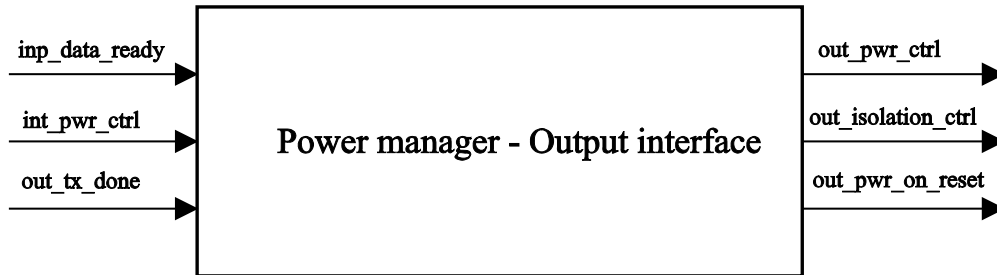 inp_data_ready
int_pwr_ctrl
out_tx_done
Power manager - Output interface
out_pwr_ctrl
out_isolation_ctrl
out_pwr_on_reset